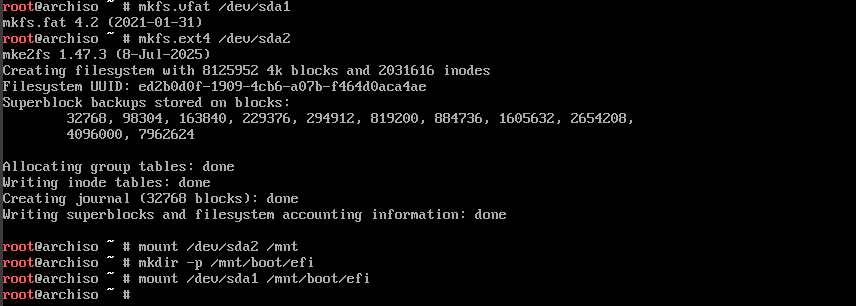 root@archiso ~ # mkfs.vfat /dev/sda1
mkfs.fat 4.2 (2021-01-31)
root@archiso ~ # mkfs.ext4 /dev/sda2
mke2fs 1.47.3 (8-Jul-2025)
Creating filesystem with 8125952 4k blocks and 2031616 inodes
Filesystem UUID: ed2b0d0f-1909-4cb6-a07b-f464d0aca4ae
Superblock backups stored on blocks:
32768, 98304, 163840, 229376, 294912, 819200, 884736, 1605632, 2654208,
4096000, 7962624
Allocating group tables: done
Writing inode tables: done
Creating journal (32768 blocks): done
Writing superblocks and filesystem accounting information: done
root@archiso ~ # mount /dev/sda2 /mnt
root@archiso ~ # mkdir -p /mnt/boot/efi
root@archiso ~ # mount /dev/sda1 /mnt/boot/efi
root@archiso ~ #